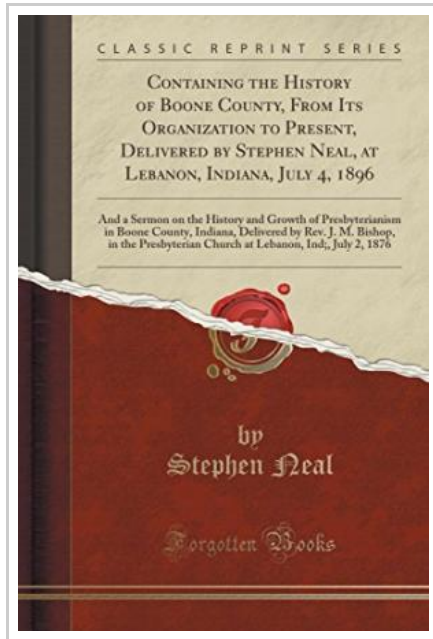 CLASSIC REPRINT SERIES
CONTAINING THE HISTORY
OF BOONE COUNTY, FROM ITS
ORGANIZATION TO PRESENT,
DELIVERED BY STEPHEN NEAL, AT
LEBANON, INDIANA, JULY 4, 1896
And a Sermon on the History and Growth of Presbyterianism
in Boone County, Indiana, Delivered by Rev. J. M. Bishop,
in the Presbyterian Church at Lebanon, Ind;, July 2, 1876
by
Stephen Neal
Forgotten Books